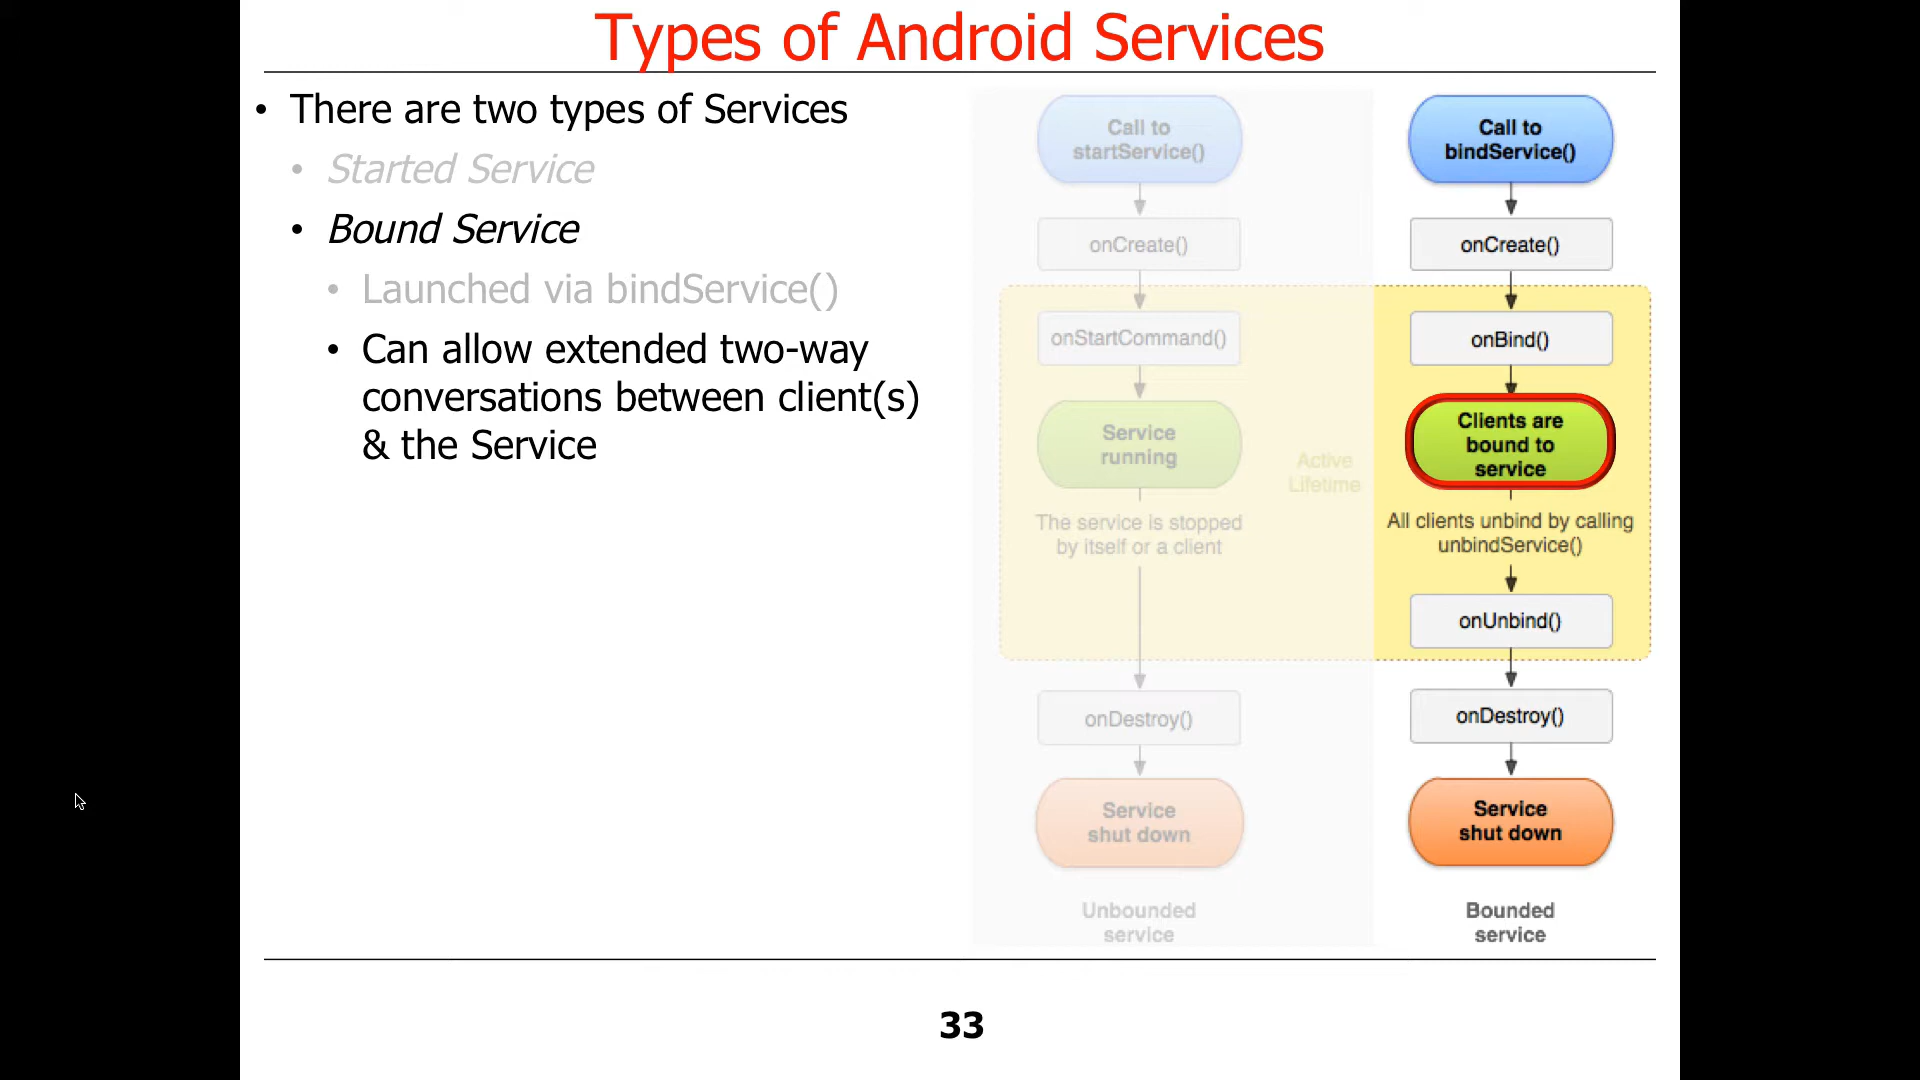 Types of Android Services
• There are two types of Services
• Started Service
• Bound Service
• Launched via bindService()
• Can allow extended two-way
conversations between client(s)
& the Service
Call to
startService()
onCreate()
onStartCommand()
Service
running
The service is stopped
by itself or a client
onDestroy()
Service
shut down
Unbounded
service
Active
Lifetime
Call to
bindService()
onCreate()
onBind()
Clients are
bound to
service
All clients unbind by calling
unbindService()
onUnbind()
onDestroy()
Service
shut down
Bounded
service
33